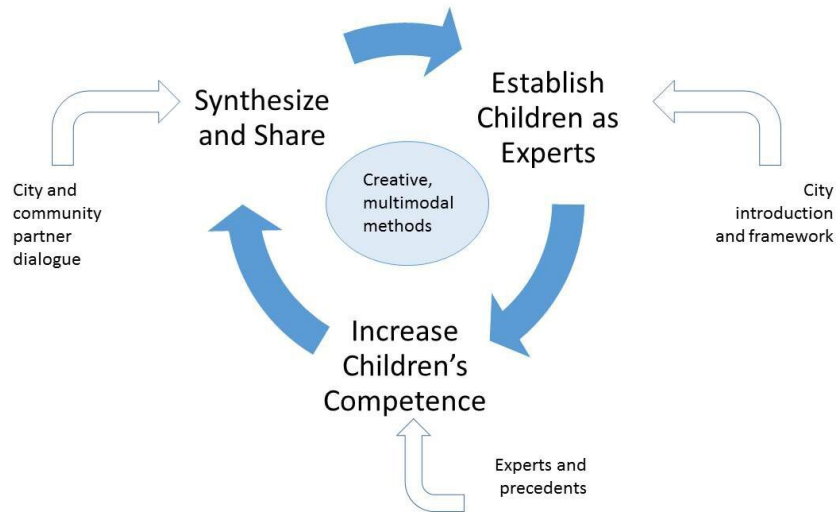 Synthesize
and Share
Establish
Children as
Experts
Creative,
multimodal
methods
City and
community
partner
dialogue
City
introduction
and framework
Increase
Children’s
Competence
Experts and
precedents